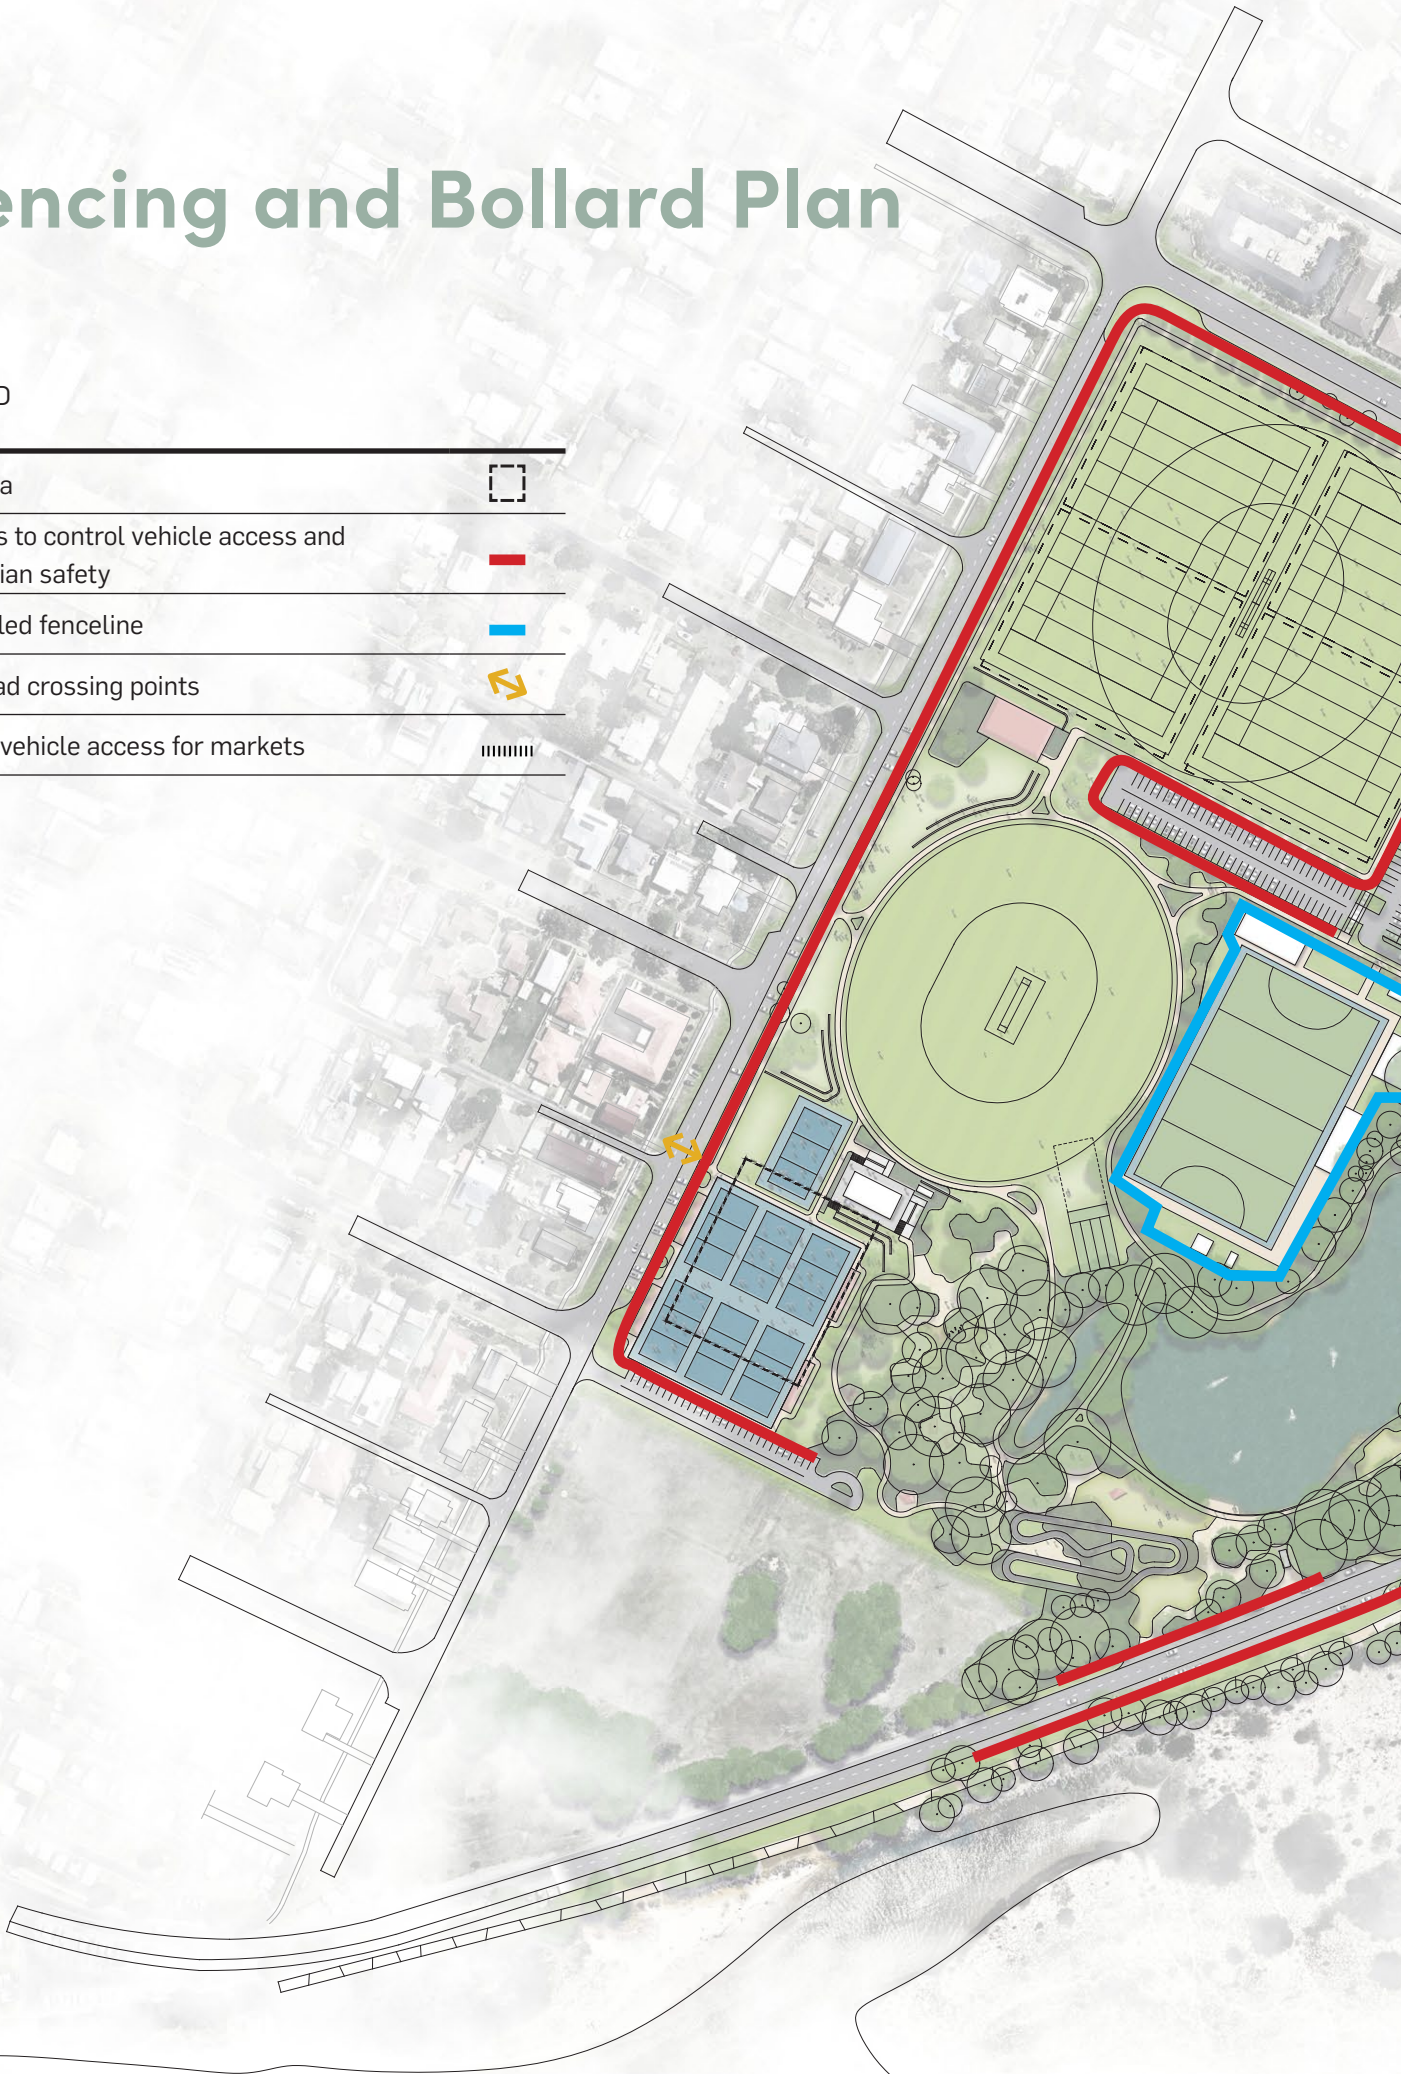 encing and Bollard Plan
D
a
s to control vehicle access and
ian safety
led fenceline
ad crossing points
vehicle access for markets